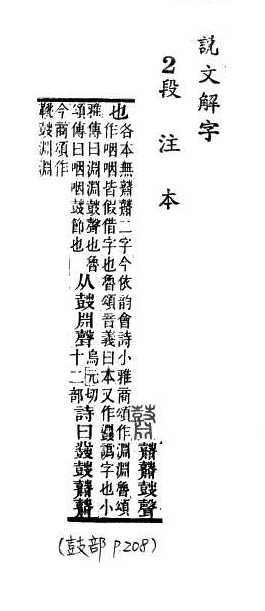 說文解字
2段注本
鼘鼘鼓聲
也各本無鼘鼘二字今依韵會詩小雅商頌作淵淵魯頌
作咽咽皆假借字也魯頌音義曰本又作鼝譌字也小
雅傳曰淵淵鼓聲也魯
頌傳曰咽咽鼓節也
从鼓𣶒聲
烏元切
十二部
詩曰鼗鼓鼘鼘
今商頌作
鞉鼓淵淵
(鼓部 P208)